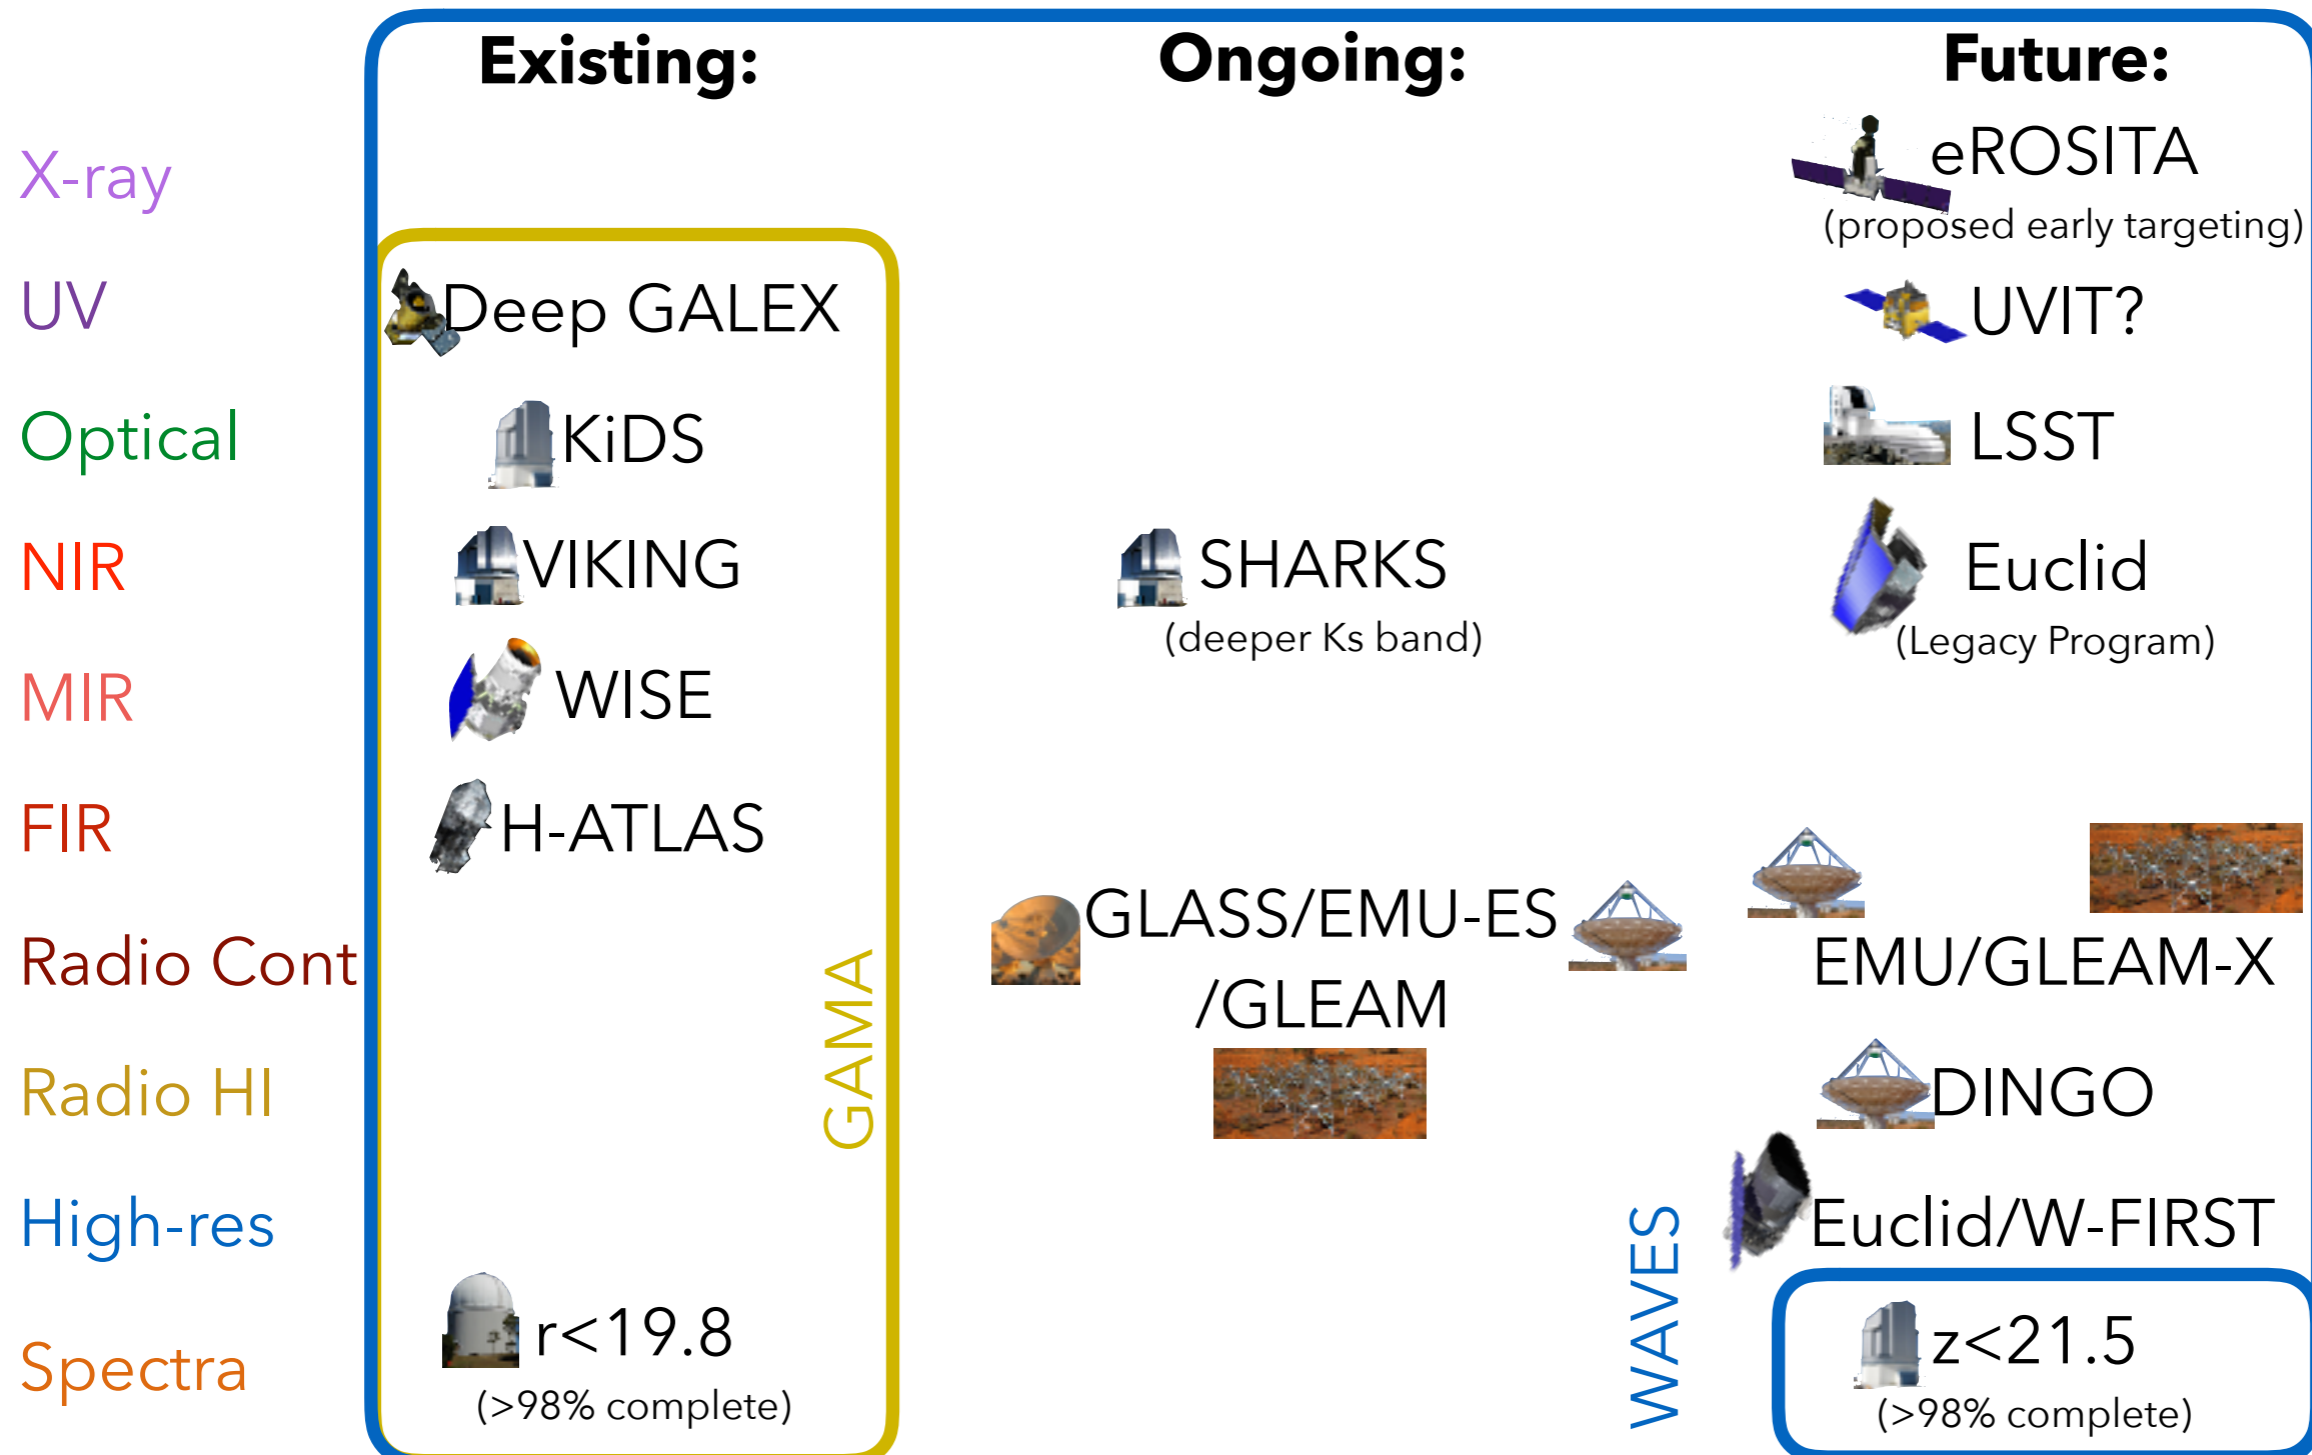 Existing: Ongoing: Future:
X-ray eROSITA
(proposed early targeting)
UV Deep GALEX UVIT?
Optical KiDS LSST
NIR VIKING SHARKS Euclid
(deeper Ks band) (Legacy Program)
MIR WISE
FIR H-ATLAS
Radio Cont GLASS/EMU-ES EMU/GLEAM-X
/GLEAM
GAMA
Radio HI DINGO
High-res Euclid/W-FIRST
WAVES
Spectra r<19.8 z<21.5
(>98% complete) (>98% complete)